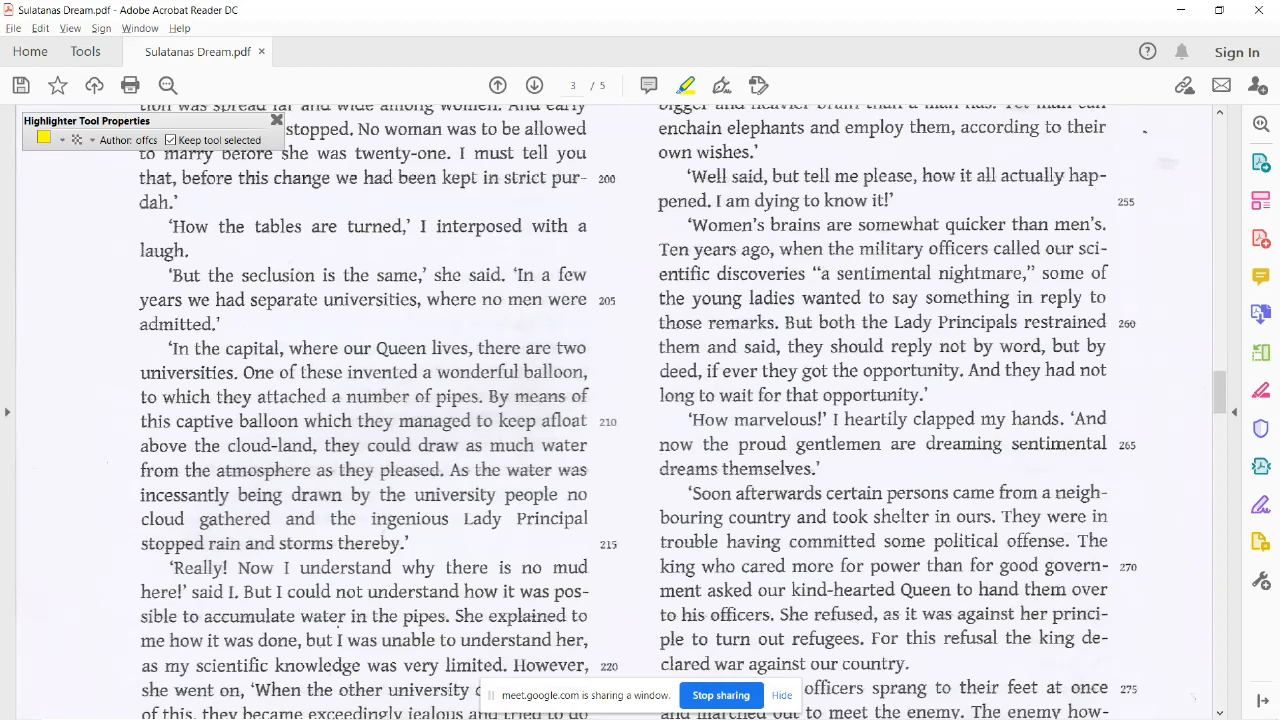 Sulatanas Dream.pdf - Adobe Acrobat Reader DC
File Edit View Sign Window Help
Home Tools Sulatanas Dream.pdf × Sign In
3 / 5
Highlighter Tool Properties
Author: offcs Keep tool selected
tion was spread far and wide among women. And early
stopped. No woman was to be allowed
to marry before she was twenty-one. I must tell you
that, before this change we had been kept in strict pur- 200
dah.’
‘How the tables are turned,’ I interposed with a
laugh.
‘But the seclusion is the same,’ she said. ‘In a few
years we had separate universities, where no men were 205
admitted.’
‘In the capital, where our Queen lives, there are two
universities. One of these invented a wonderful balloon,
to which they attached a number of pipes. By means of
this captive balloon which they managed to keep afloat 210
above the cloud-land, they could draw as much water
from the atmosphere as they pleased. As the water was
incessantly being drawn by the university people no
cloud gathered and the ingenious Lady Principal
stopped rain and storms thereby.’ 215
‘Really! Now I understand why there is no mud
here!’ said I. But I could not understand how it was pos-
sible to accumulate water in the pipes. She explained to
me how it was done, but I was unable to understand her,
as my scientific knowledge was very limited. However, 220
she went on, ‘When the other university
of this, they became exceedingly jealous and tried to do
bigger and heavier brain than a man has. Yet man can
enchain elephants and employ them, according to their
own wishes.’
‘Well said, but tell me please, how it all actually hap-
pened. I am dying to know it!’ 255
‘Women’s brains are somewhat quicker than men’s.
Ten years ago, when the military officers called our sci-
entific discoveries “a sentimental nightmare,” some of
the young ladies wanted to say something in reply to
those remarks. But both the Lady Principals restrained 260
them and said, they should reply not by word, but by
deed, if ever they got the opportunity. And they had not
long to wait for that opportunity.’
‘How marvelous!’ I heartily clapped my hands. ‘And
now the proud gentlemen are dreaming sentimental 265
dreams themselves.’
‘Soon afterwards certain persons came from a neigh-
bouring country and took shelter in ours. They were in
trouble having committed some political offense. The
king who cared more for power than for good govern- 270
ment asked our kind-hearted Queen to hand them over
to his officers. She refused, as it was against her princi-
ple to turn out refugees. For this refusal the king de-
clared war against our country.
officers sprang to their feet at once 275
and marched out to meet the enemy. The enemy how-
meet.google.com is sharing a window. Stop sharing Hide